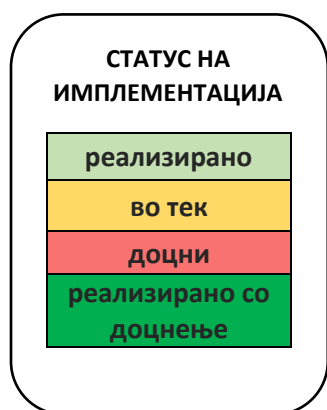 СТАТУС НА
ИМПЛЕМЕНТАЦИЈА
реализирано
во тек
доцни
реализирано со
доцнење